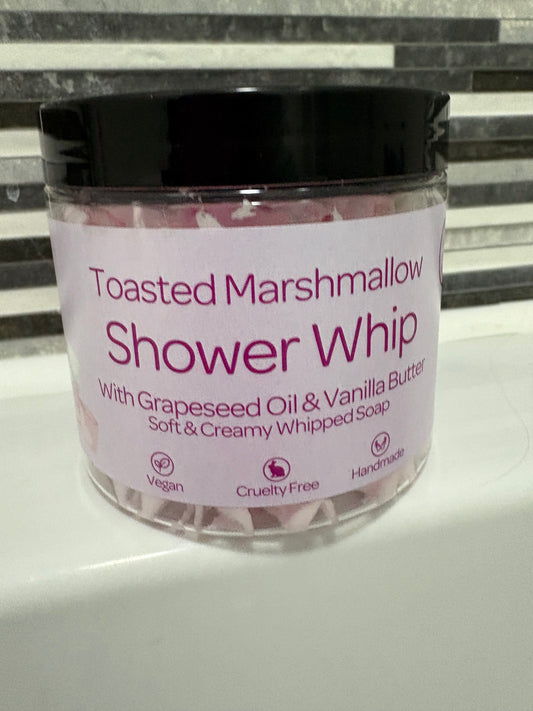 Toasted Marshmallow
Shower Whip
With Grapeseed Oil & Vanilla Butter
Soft & Creamy Whipped Soap
Vegan
Cruelty Free
Handmade